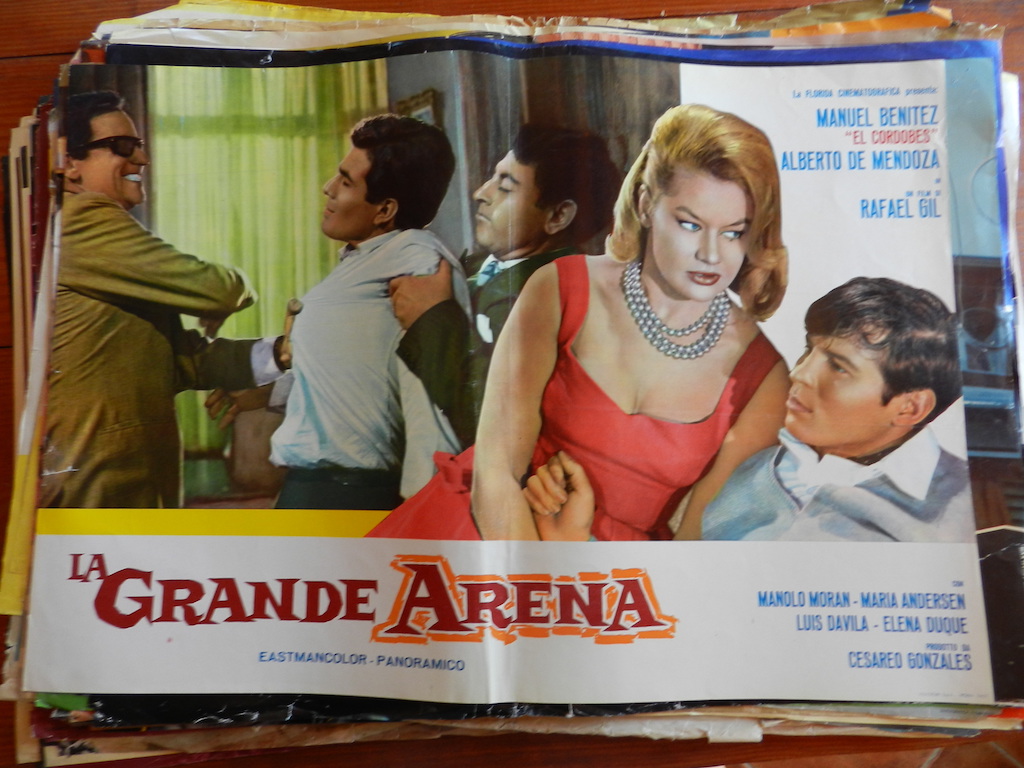 La FLORIDA CINEMATOGRAFICA presenta:
MANUEL BENITEZ
"EL CORDOBES"
ALBERTO DE MENDOZA
in
UN FILM DI
RAFAEL GIL
LA GRANDE ARENA
EASTMANCOLOR - PANORAMICO
CON
MANOLO MORAN - MARIA ANDERSEN
LUIS DAVILA - ELENA DUQUE
PRODOTTO DA
CESAREO GONZALES